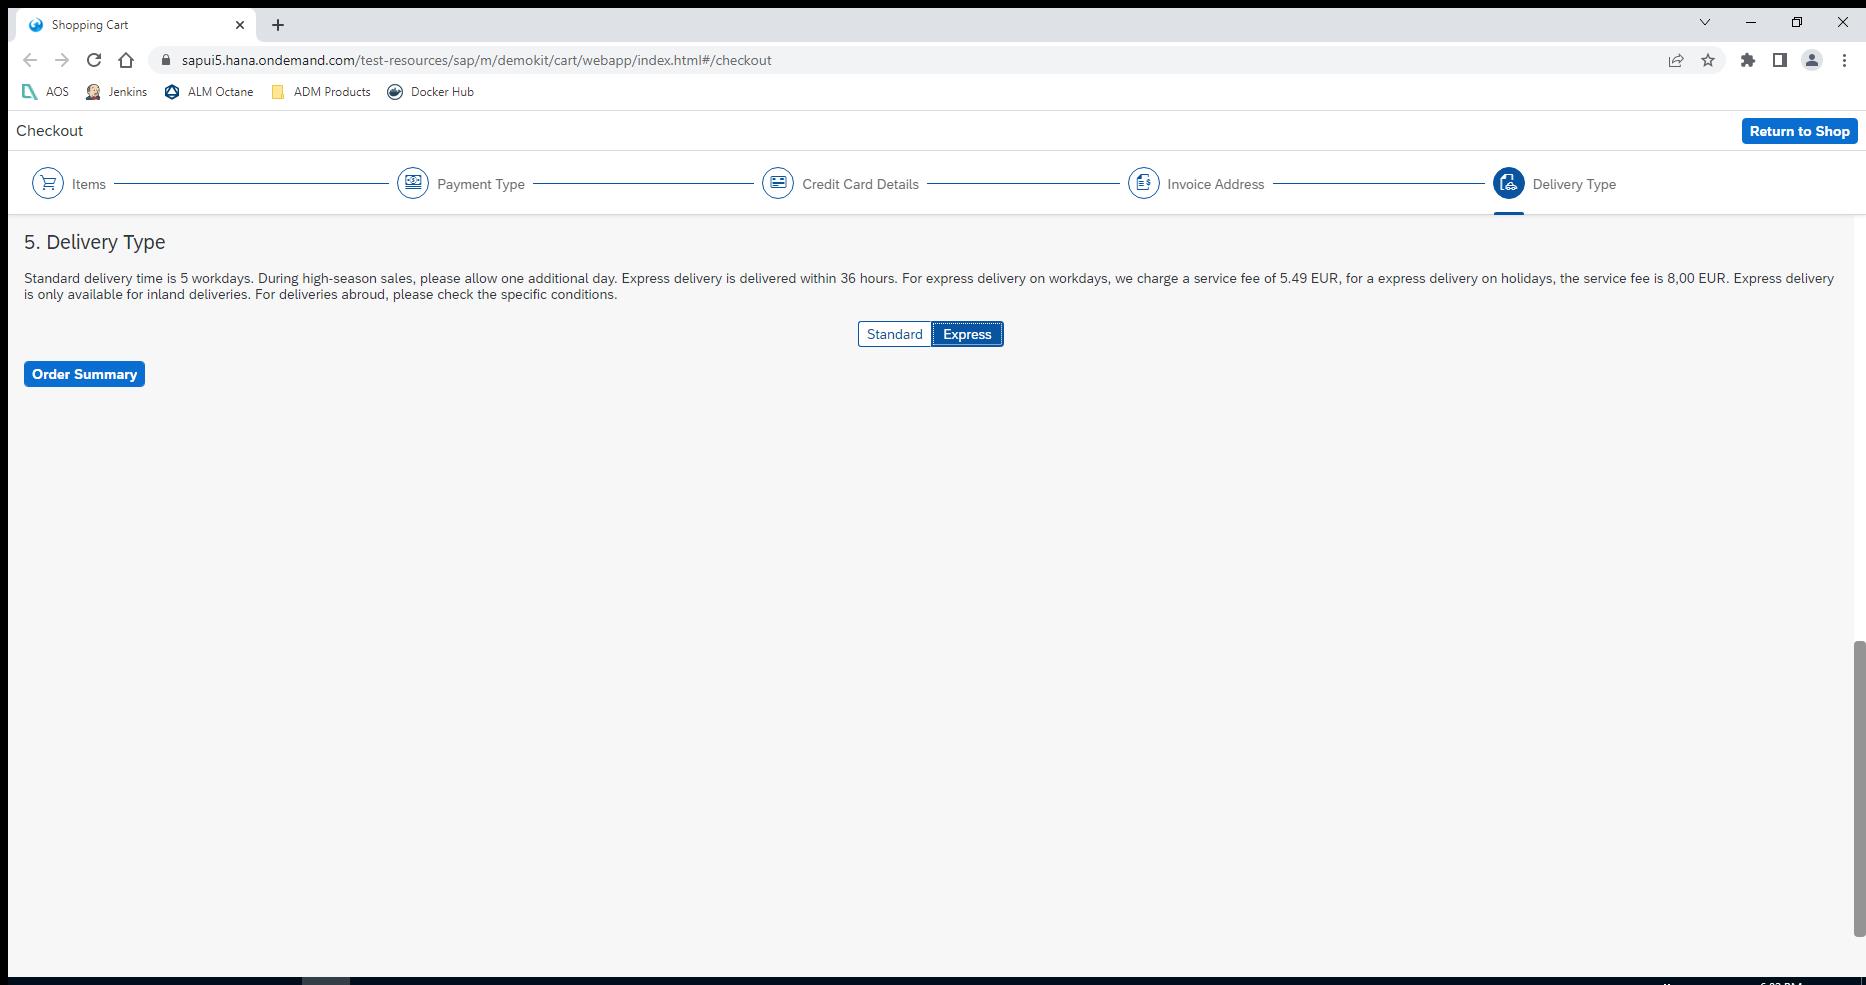 Shopping Cart
sapui5.hana.ondemand.com/test-resources/sap/m/demokit/cart/webapp/index.html#/checkout
AOS Jenkins ALM Octane ADM Products Docker Hub
Checkout Return to Shop
Items Payment Type Credit Card Details Invoice Address Delivery Type
5. Delivery Type
Standard delivery time is 5 workdays. During high-season sales, please allow one additional day. Express delivery is delivered within 36 hours. For express delivery on workdays, we charge a service fee of 5.49 EUR, for a express delivery on holidays, the service fee is 8,00 EUR. Express delivery
is only available for inland deliveries. For deliveries abroud, please check the specific conditions.
Standard Express
Order Summary